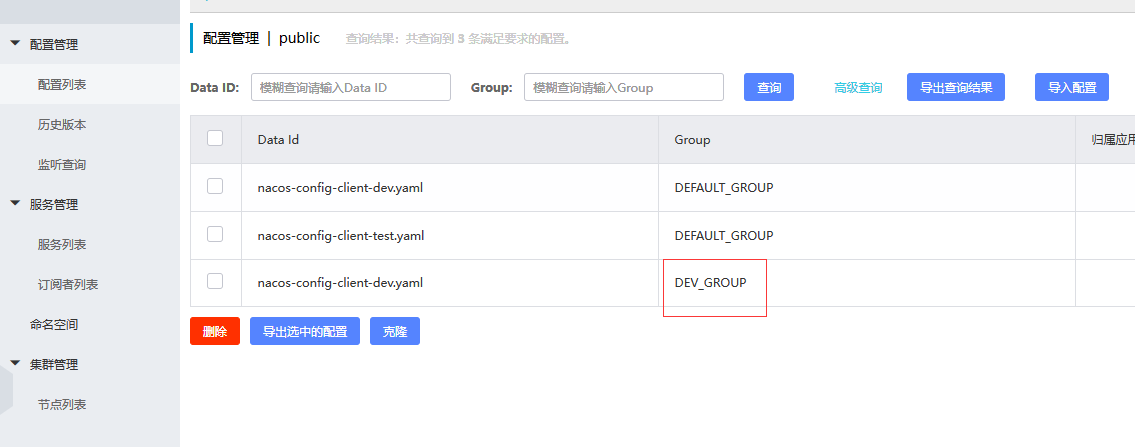 配置管理
配置列表
历史版本
监听查询
服务管理
服务列表
订阅者列表
命名空间
集群管理
节点列表
配置管理 | public 查询结果：共查询到 3 条满足要求的配置。
Data ID: 模糊查询请输入Data ID Group: 模糊查询请输入Group 查询 高级查询 导出查询结果 导入配置
Data Id Group 归属应用
nacos-config-client-dev.yaml DEFAULT_GROUP
nacos-config-client-test.yaml DEFAULT_GROUP
nacos-config-client-dev.yaml DEV_GROUP
删除 导出选中的配置 克隆